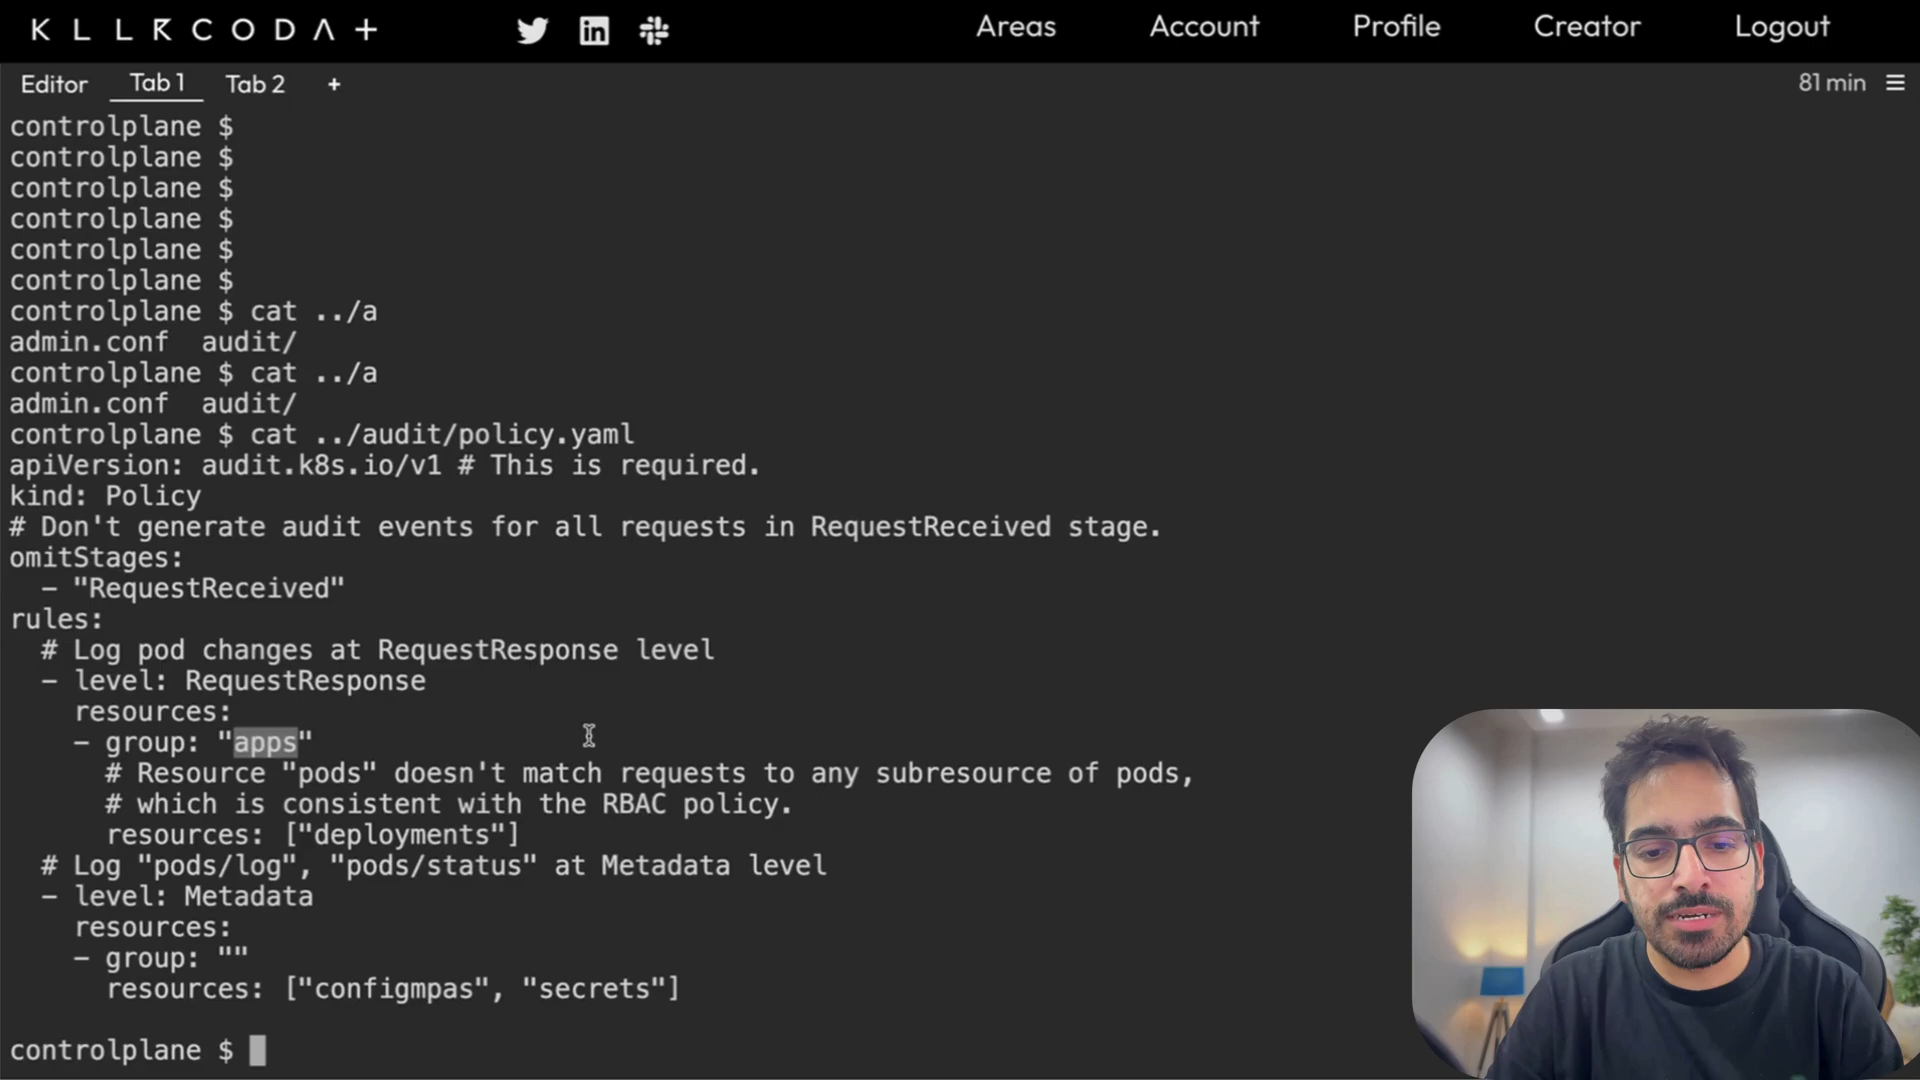 KLLRCODA+
Areas Account Profile Creator Logout
Editor Tab 1 Tab 2 + 81 min
controlplane $
controlplane $
controlplane $
controlplane $
controlplane $
controlplane $
controlplane $ cat ../a
admin.conf  audit/
controlplane $ cat ../a
admin.conf  audit/
controlplane $ cat ../audit/policy.yaml
apiVersion: audit.k8s.io/v1 # This is required.
kind: Policy
# Don't generate audit events for all requests in RequestReceived stage.
omitStages:
  - "RequestReceived"
rules:
  # Log pod changes at RequestResponse level
  - level: RequestResponse
    resources:
    - group: "apps"
      # Resource "pods" doesn't match requests to any subresource of pods,
      # which is consistent with the RBAC policy.
      resources: ["deployments"]
  # Log "pods/log", "pods/status" at Metadata level
  - level: Metadata
    resources:
    - group: ""
      resources: ["configmpas", "secrets"]
controlplane $